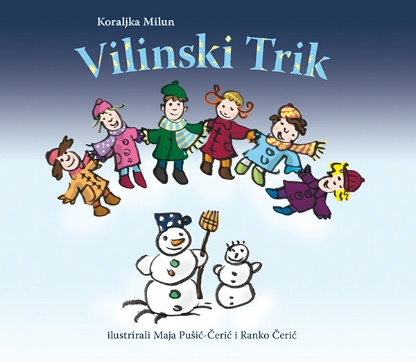 Koraljka Milun
Vilinski Trik
ilustrirali Maja Pušić-Čerić i Ranko Čerić